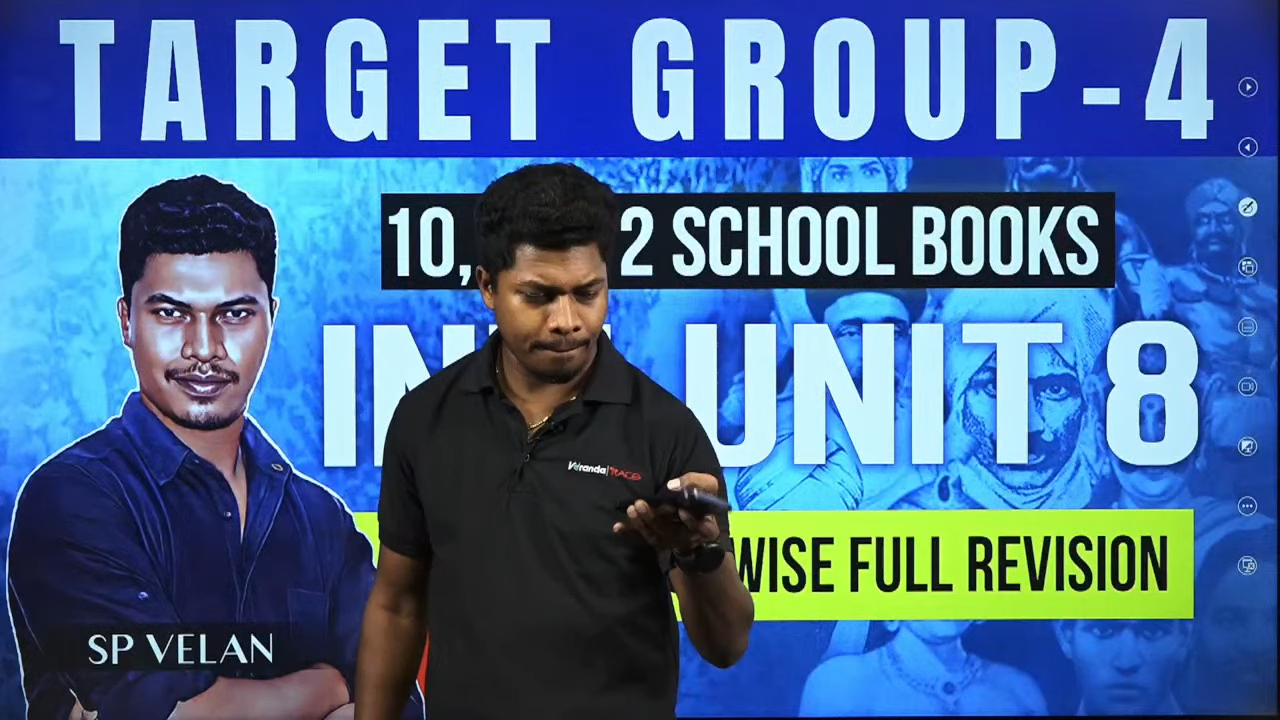 TARGET GROUP-4
10, 2 SCHOOL BOOKS
UNIT 8
WISE FULL REVISION
Veranda RACE
SP VELAN